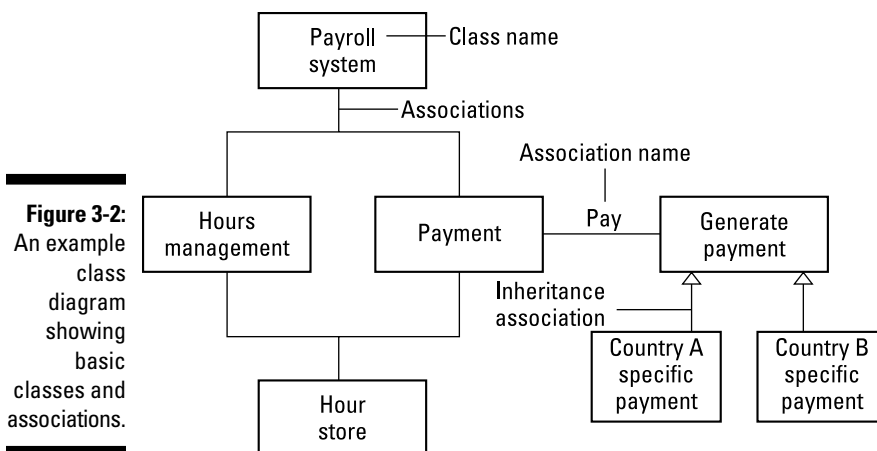 Payroll
system
Class name
Associations
Association name
Figure 3-2:
An example
class
diagram
showing
basic
classes and
associations.
Hours
management
Payment
Pay
Generate
payment
Inheritance
association
Country A
specific
payment
Country B
specific
payment
Hour
store